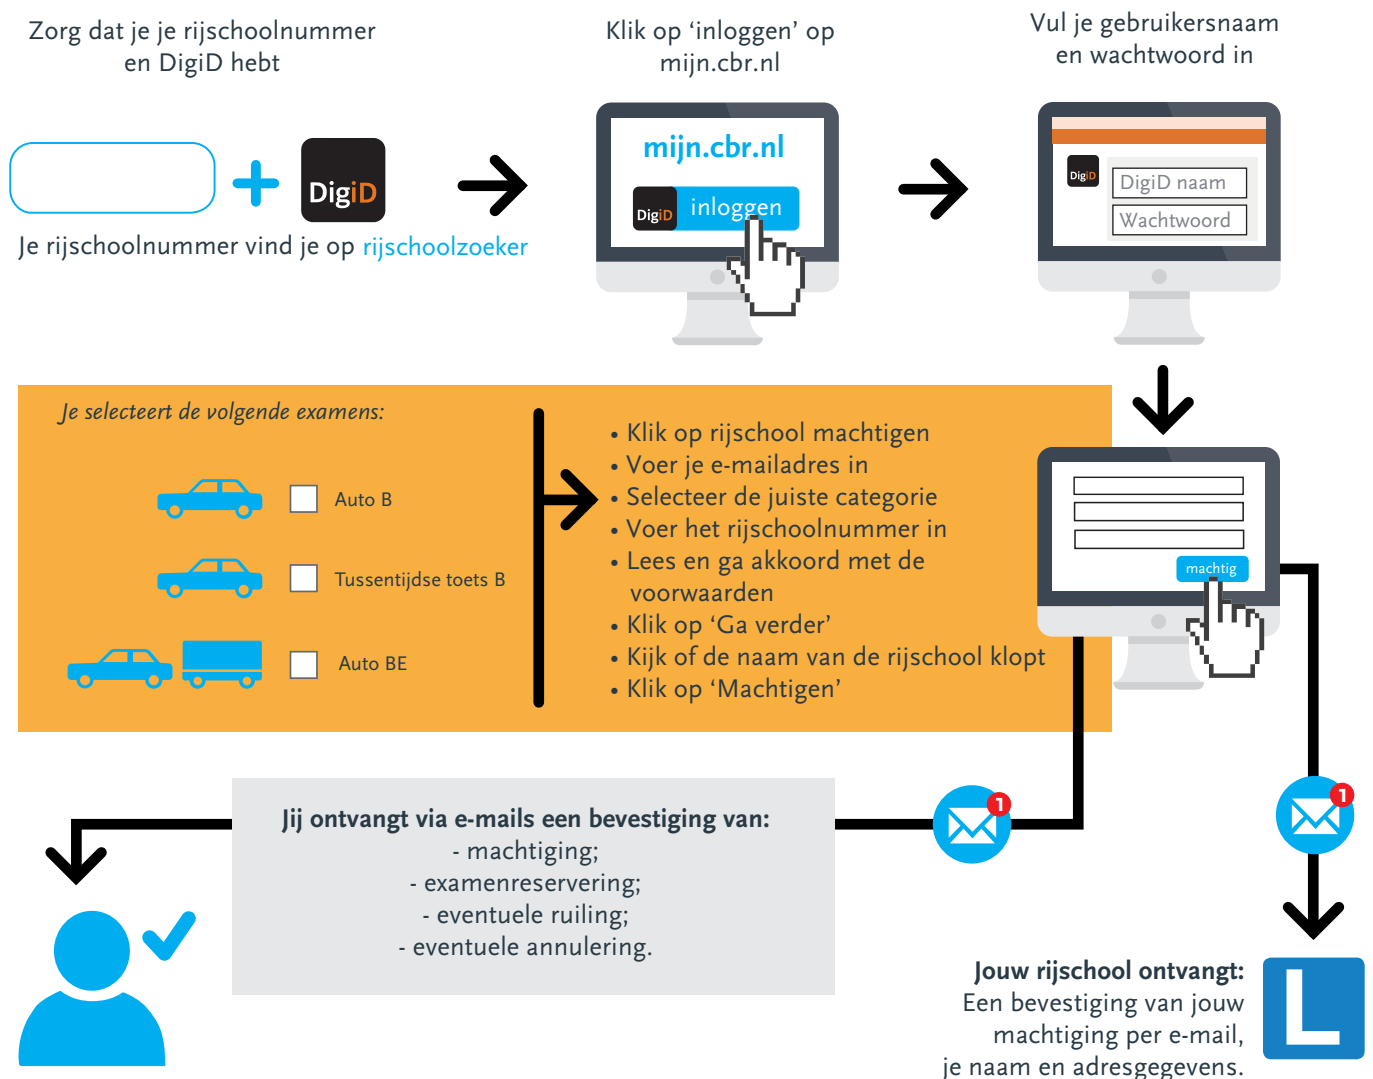 Zorg dat je je rijschoolnummer
en DigiD hebt
DigiD
Je rijschoolnummer vind je op rijschoolzoeker
Klik op ‘inloggen’ op
mijn.cbr.nl
mijn.cbr.nl
DigiD inloggen
Vul je gebruikersnaam
en wachtwoord in
DigiD
DigiD naam
Wachtwoord
Je selecteert de volgende examens:
Auto B
Tussentijdse toets B
Auto BE
• Klik op rijschool machtigen
• Voer je e-mailadres in
• Selecteer de juiste categorie
• Voer het rijschoolnummer in
• Lees en ga akkoord met de
voorwaarden
• Klik op ‘Ga verder’
• Kijk of de naam van de rijschool klopt
• Klik op ‘Machtigen’
machtig
Jij ontvangt via e-mails een bevestiging van:
- machtiging;
- examenreservering;
- eventuele ruiling;
- eventuele annulering.
1
1
Jouw rijschool ontvangt:
Een bevestiging van jouw
machtiging per e-mail,
je naam en adresgegevens.
L